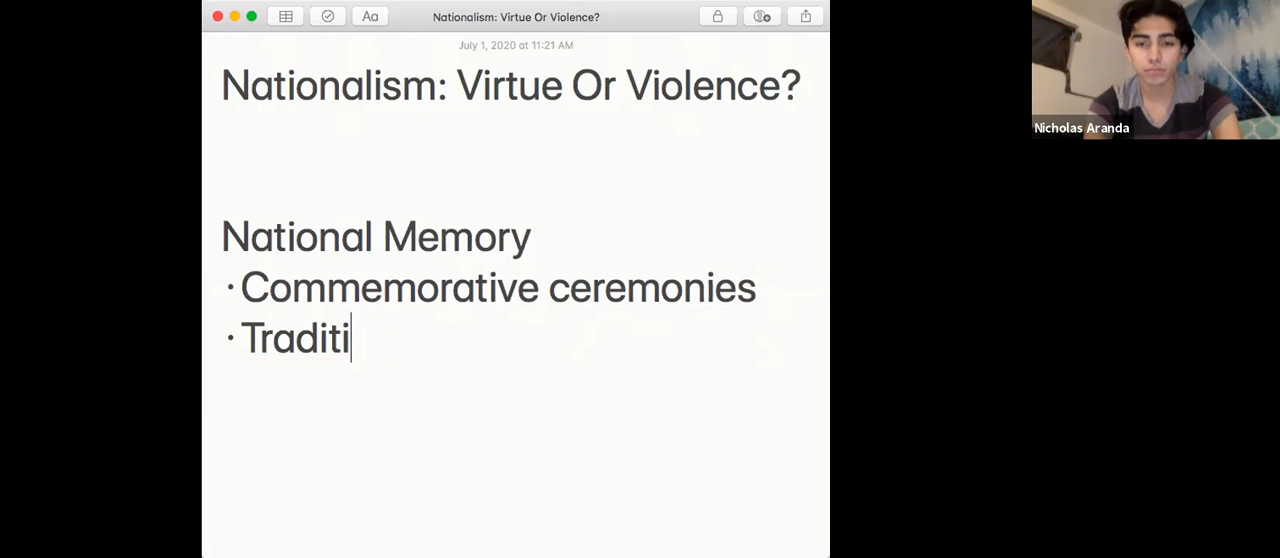 Aa
Nationalism: Virtue Or Violence?
July 1, 2020 at 11:21 AM
Nationalism: Virtue Or Violence?
National Memory
· Commemorative ceremonies
· Traditi
Nicholas Aranda